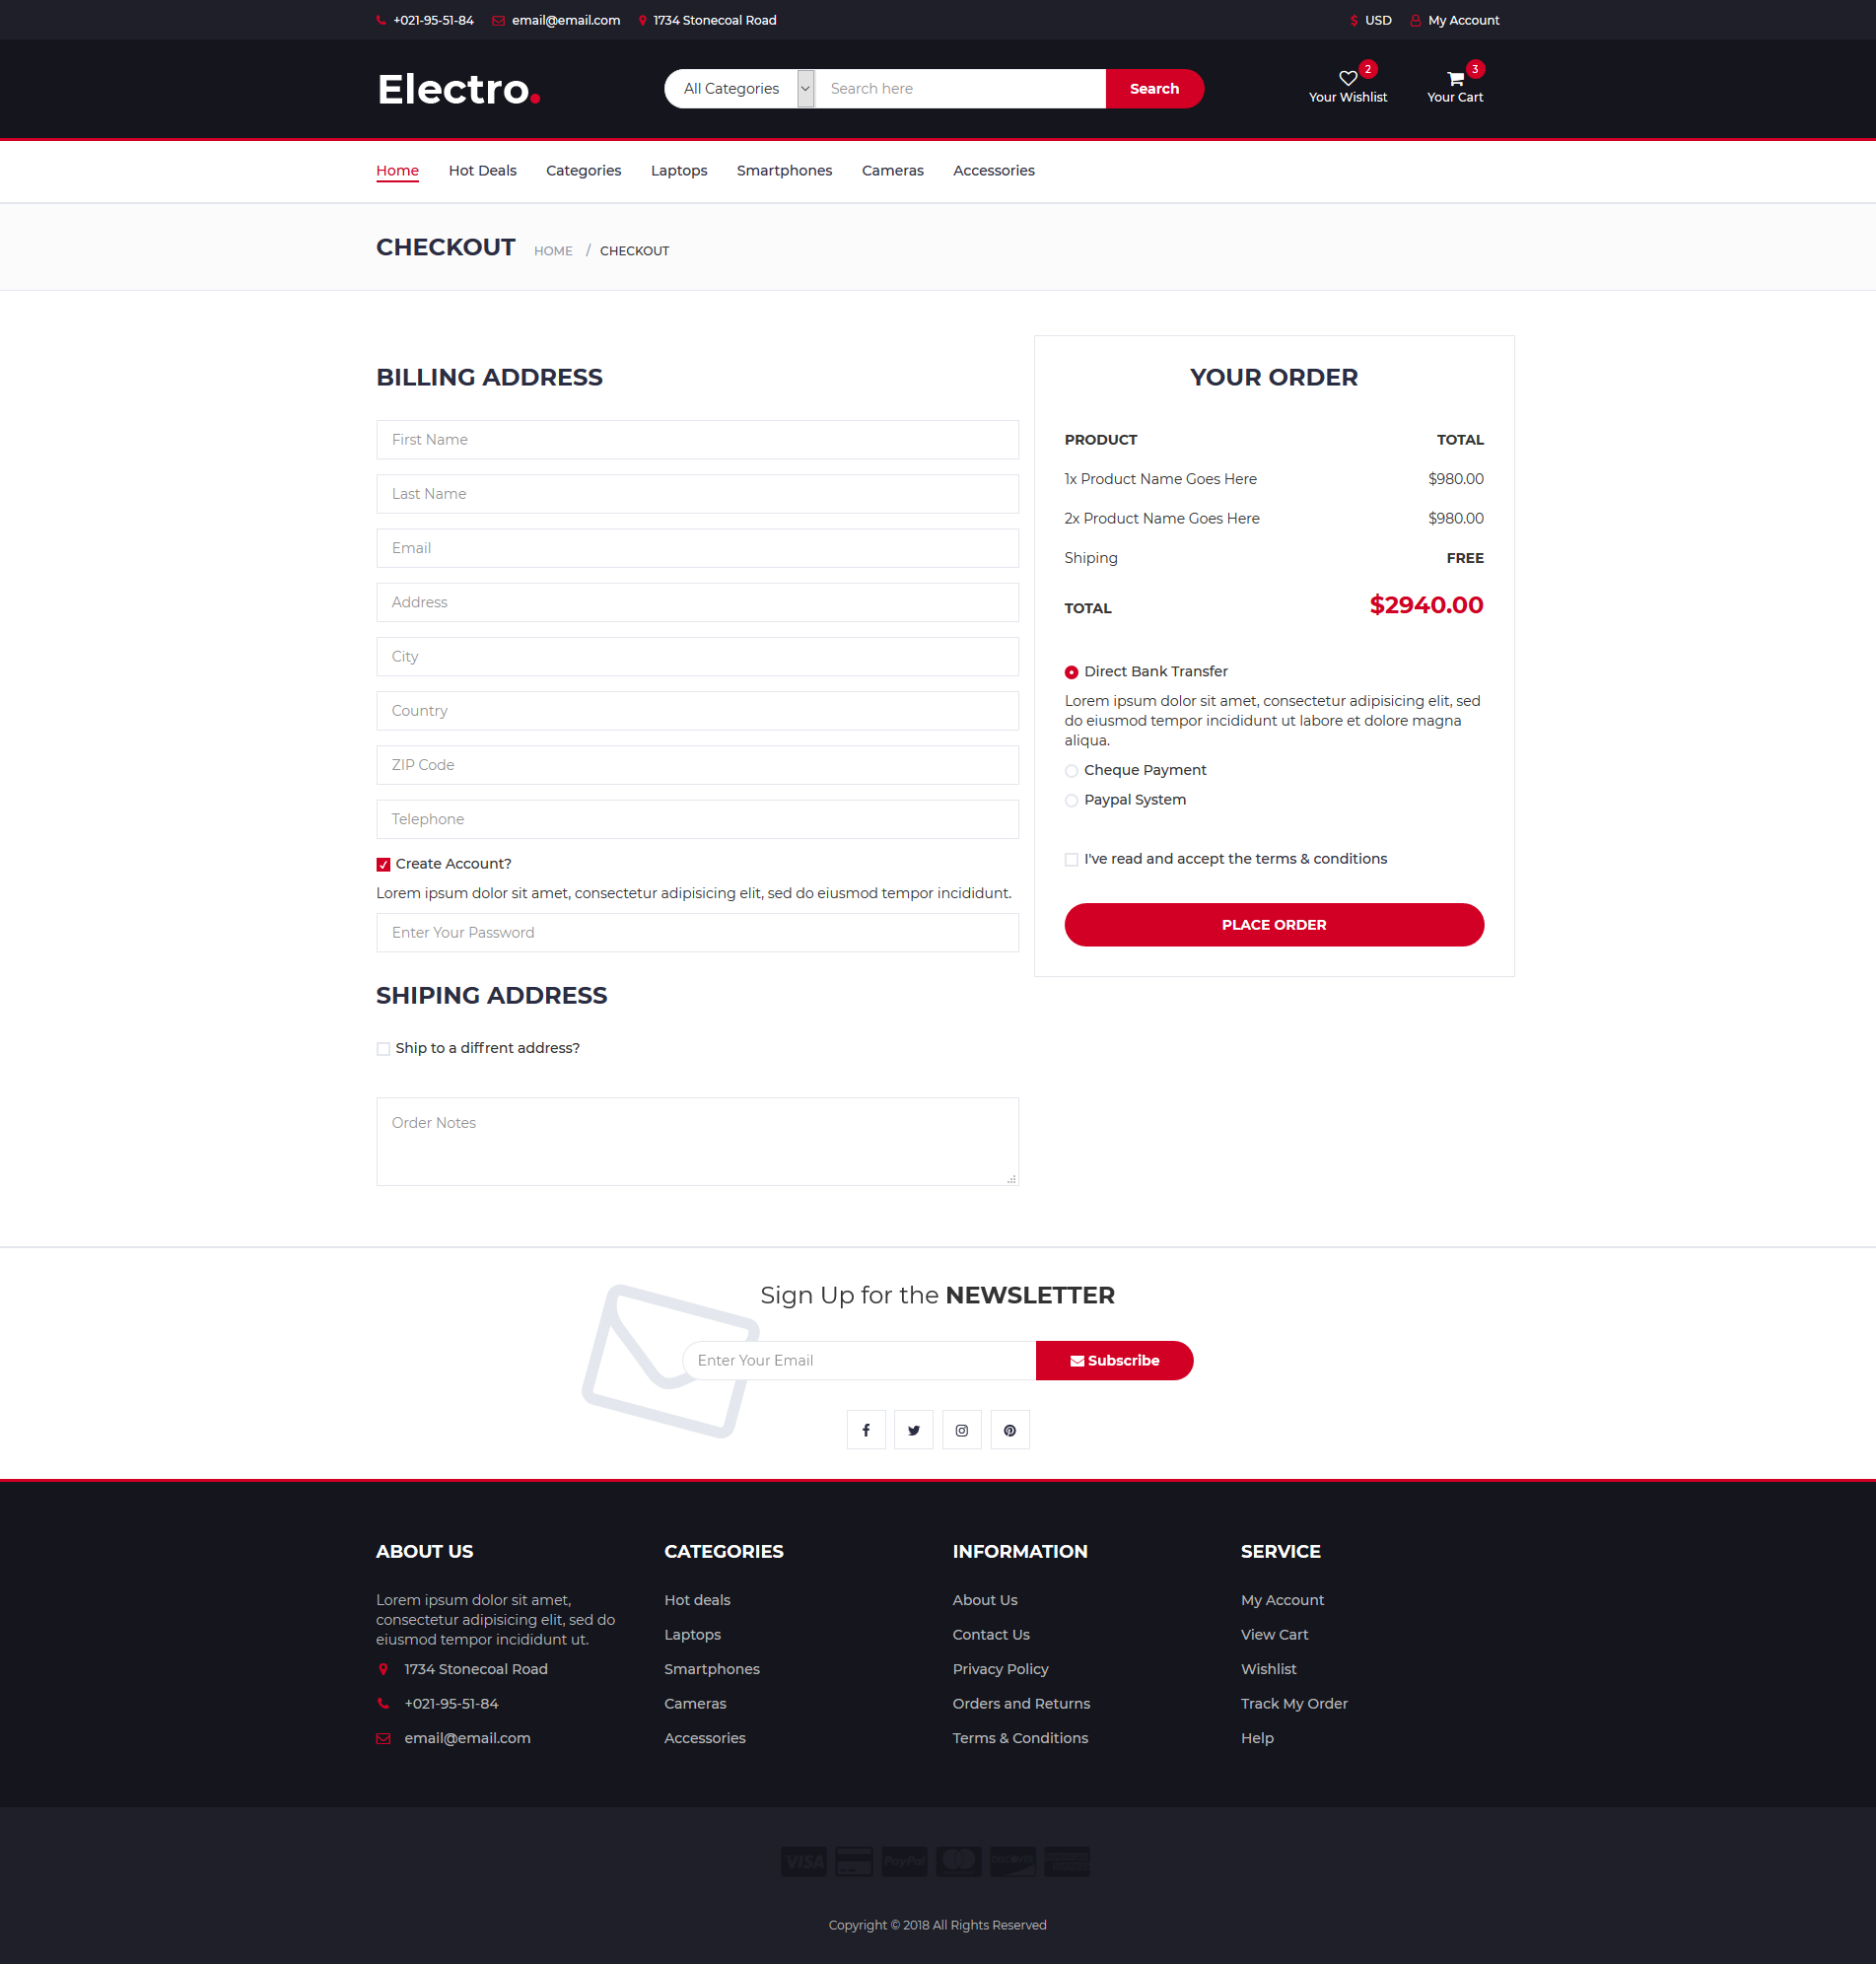 +021-95-51-84 email@email.com 1734 Stonecoal Road $ USD My Account
Electro.
All Categories Search here Search
2 3
Your Wishlist Your Cart
Home Hot Deals Categories Laptops Smartphones Cameras Accessories
CHECKOUT HOME / CHECKOUT
BILLING ADDRESS
First Name
Last Name
Email
Address
City
Country
ZIP Code
Telephone
Create Account?
Lorem ipsum dolor sit amet, consectetur adipisicing elit, sed do eiusmod tempor incididunt.
Enter Your Password
SHIPING ADDRESS
Ship to a diffrent address?
Order Notes
YOUR ORDER
PRODUCT TOTAL
1x Product Name Goes Here $980.00
2x Product Name Goes Here $980.00
Shiping FREE
TOTAL $2940.00
Direct Bank Transfer
Lorem ipsum dolor sit amet, consectetur adipisicing elit, sed
do eiusmod tempor incididunt ut labore et dolore magna
aliqua.
Cheque Payment
Paypal System
I've read and accept the terms & conditions
PLACE ORDER
Sign Up for the NEWSLETTER
Enter Your Email Subscribe
ABOUT US
Lorem ipsum dolor sit amet,
consectetur adipisicing elit, sed do
eiusmod tempor incididunt ut.
1734 Stonecoal Road
+021-95-51-84
email@email.com
CATEGORIES
Hot deals
Laptops
Smartphones
Cameras
Accessories
INFORMATION
About Us
Contact Us
Privacy Policy
Orders and Returns
Terms & Conditions
SERVICE
My Account
View Cart
Wishlist
Track My Order
Help
VISA PayPal DISCOVER
Copyright © 2018 All Rights Reserved